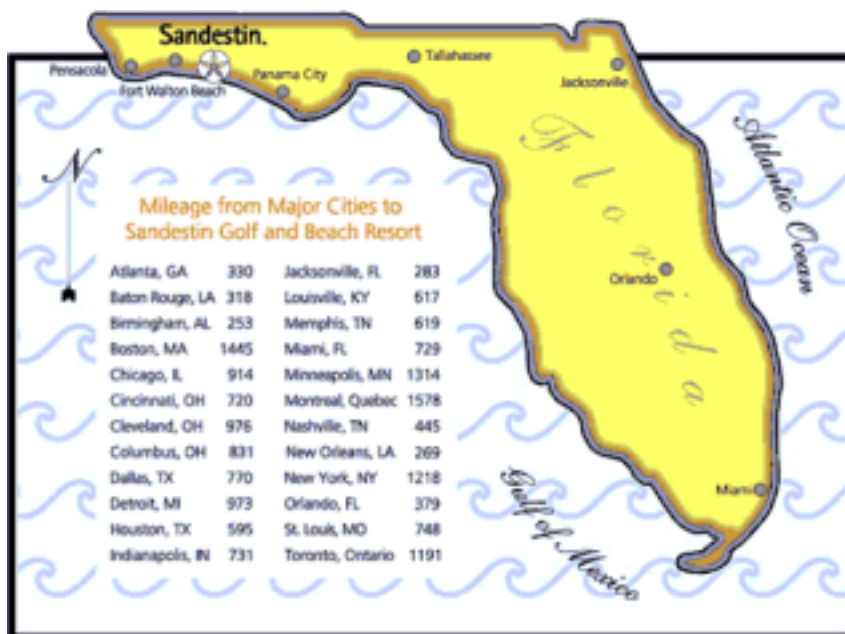 Sandestin.
Pensacola
Fort Walton Beach
Panama City
Tallahassee
Jacksonville
Florida
Atlantic Ocean
N
Mileage from Major Cities to
Sandestin Golf and Beach Resort
Atlanta, GA 330 Jacksonville, FL 283
Baton Rouge, LA 318 Louisville, KY 617
Birmingham, AL 253 Memphis, TN 619
Boston, MA 1445 Miami, FL 729
Chicago, IL 914 Minneapolis, MN 1314
Cincinnati, OH 720 Montreal, Quebec 1578
Cleveland, OH 976 Nashville, TN 445
Columbus, OH 831 New Orleans, LA 269
Dallas, TX 770 New York, NY 1218
Detroit, MI 973 Orlando, FL 379
Houston, TX 595 St. Louis, MO 748
Indianapolis, IN 731 Toronto, Ontario 1191
Orlando
Miami
Golf of Mexico